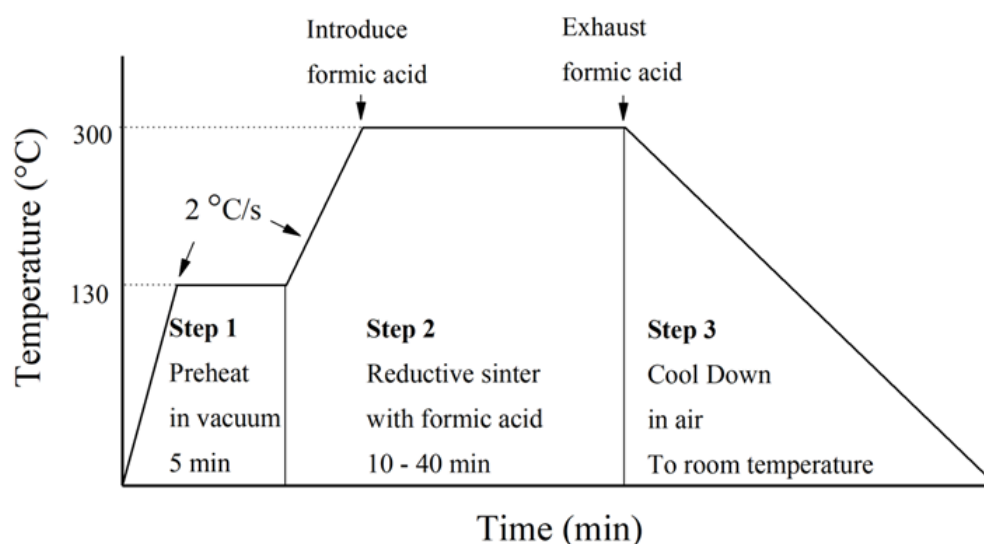 Introduce
formic acid
Exhaust
formic acid
Temperature (°C)
300
2 °C/s
130
Step 1
Preheat
in vacuum
5 min
Step 2
Reductive sinter
with formic acid
10 - 40 min
Step 3
Cool Down
in air
To room temperature
Time (min)